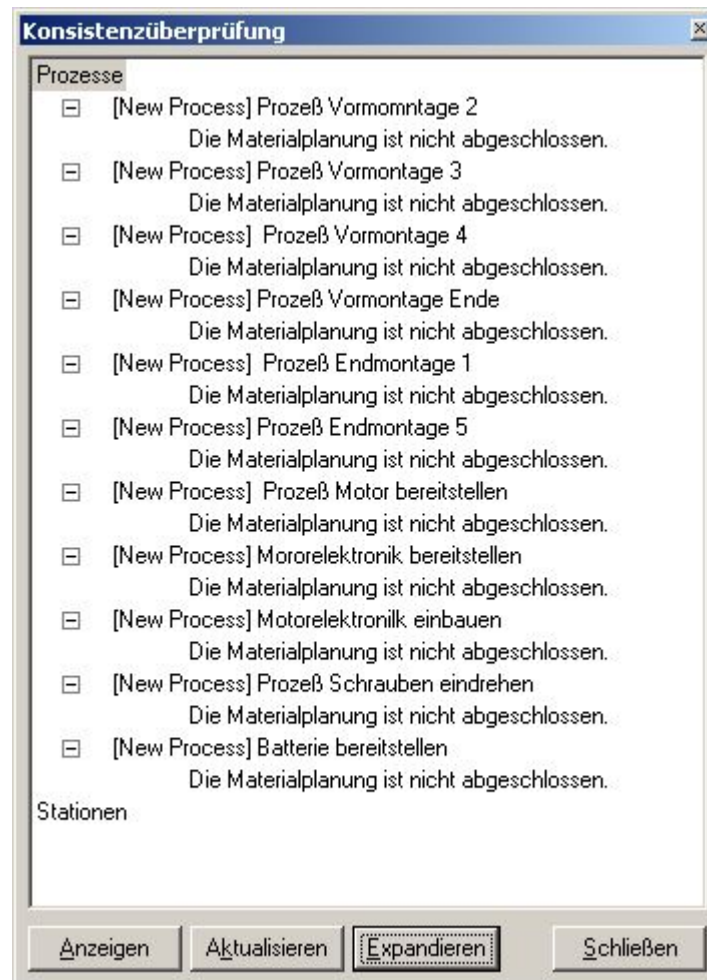 Konsistenzüberprüfung
Prozesse
[New Process] Prozeß Vormomntage 2
Die Materialplanung ist nicht abgeschlossen.
[New Process] Prozeß Vormontage 3
Die Materialplanung ist nicht abgeschlossen.
[New Process]  Prozeß Vormontage 4
Die Materialplanung ist nicht abgeschlossen.
[New Process] Prozeß Vormontage Ende
Die Materialplanung ist nicht abgeschlossen.
[New Process]  Prozeß Endmontage 1
Die Materialplanung ist nicht abgeschlossen.
[New Process] Prozeß Endmontage 5
Die Materialplanung ist nicht abgeschlossen.
[New Process]  Prozeß Motor bereitstellen
Die Materialplanung ist nicht abgeschlossen.
[New Process] Mororelektronik bereitstellen
Die Materialplanung ist nicht abgeschlossen.
[New Process] Motorelektronilk einbauen
Die Materialplanung ist nicht abgeschlossen.
[New Process] Prozeß Schrauben eindrehen
Die Materialplanung ist nicht abgeschlossen.
[New Process] Batterie bereitstellen
Die Materialplanung ist nicht abgeschlossen.
Stationen
Anzeigen Aktualisieren Expandieren Schließen